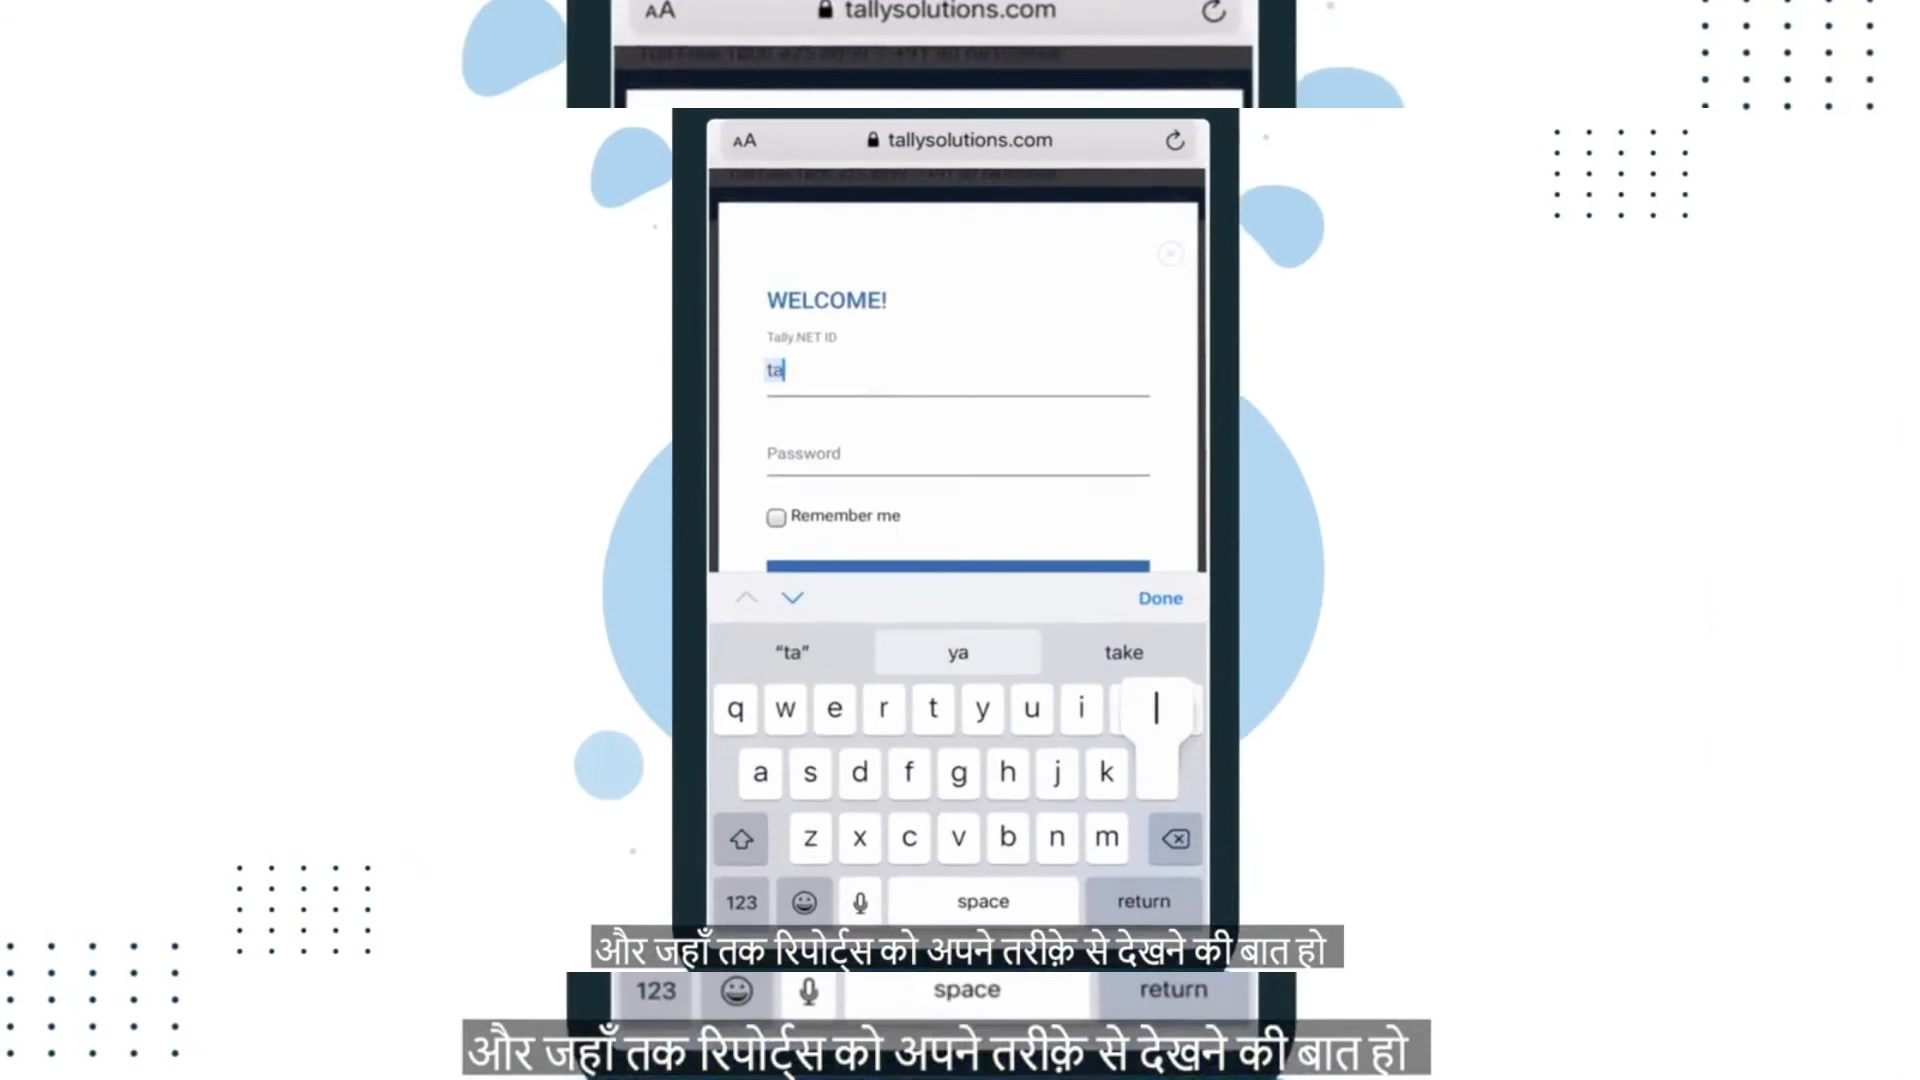 AA tallysolutions.com
AA tallysolutions.com
WELCOME!
Tally.NET ID
ta
Password
Remember me
Done
“ta” ya take
q w e r t y u i l
a s d f g h j k
z x c v b n m
123 space return
और जहाँ तक रिपोर्ट्स को अपने तरीक़े से देखने की बात हो
123 space return
और जहाँ तक रिपोर्ट्स को अपने तरीक़े से देखने की बात हो